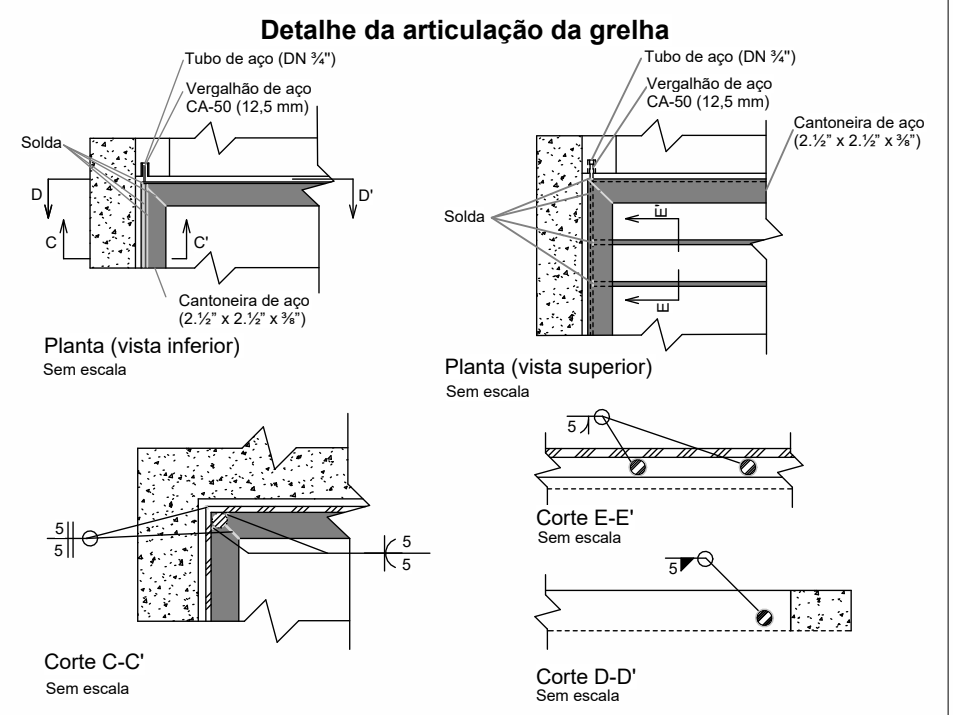 Detalhe da articulação da grelha
Tubo de aço (DN ¾")
Vergalhão de aço
CA-50 (12,5 mm)
Solda
D
D'
C
C'
Cantoneira de aço
(2.½” x 2.½” x ⅜”)
Planta (vista inferior)
Sem escala
Tubo de aço (DN ¾")
Vergalhão de aço
CA-50 (12,5 mm)
Cantoneira de aço
(2.½” x 2.½” x ⅜”)
Solda
E'
E
Planta (vista superior)
Sem escala
5
5
5
5
Corte C-C'
Sem escala
5
Corte E-E'
Sem escala
5
Corte D-D'
Sem escala